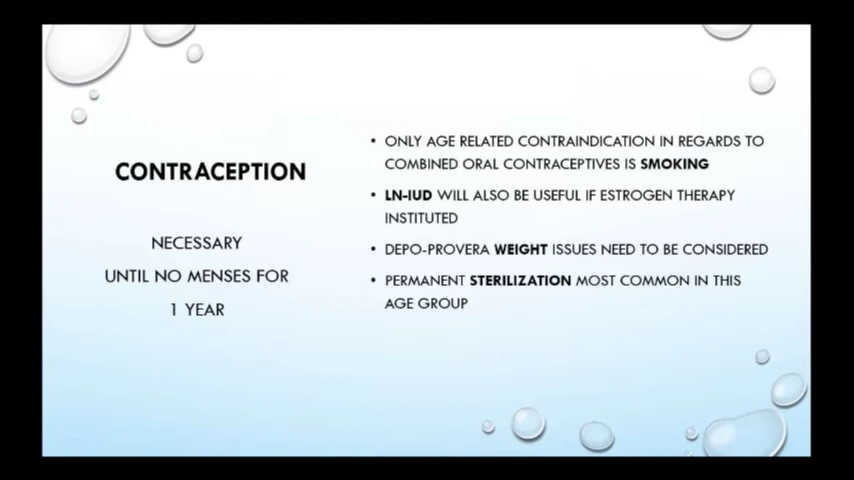 CONTRACEPTION
NECESSARY
UNTIL NO MENSES FOR
1 YEAR
• ONLY AGE RELATED CONTRAINDICATION IN REGARDS TO
COMBINED ORAL CONTRACEPTIVES IS SMOKING
• LN-IUD WILL ALSO BE USEFUL IF ESTROGEN THERAPY
INSTITUTED
• DEPO-PROVERA WEIGHT ISSUES NEED TO BE CONSIDERED
• PERMANENT STERILIZATION MOST COMMON IN THIS
AGE GROUP